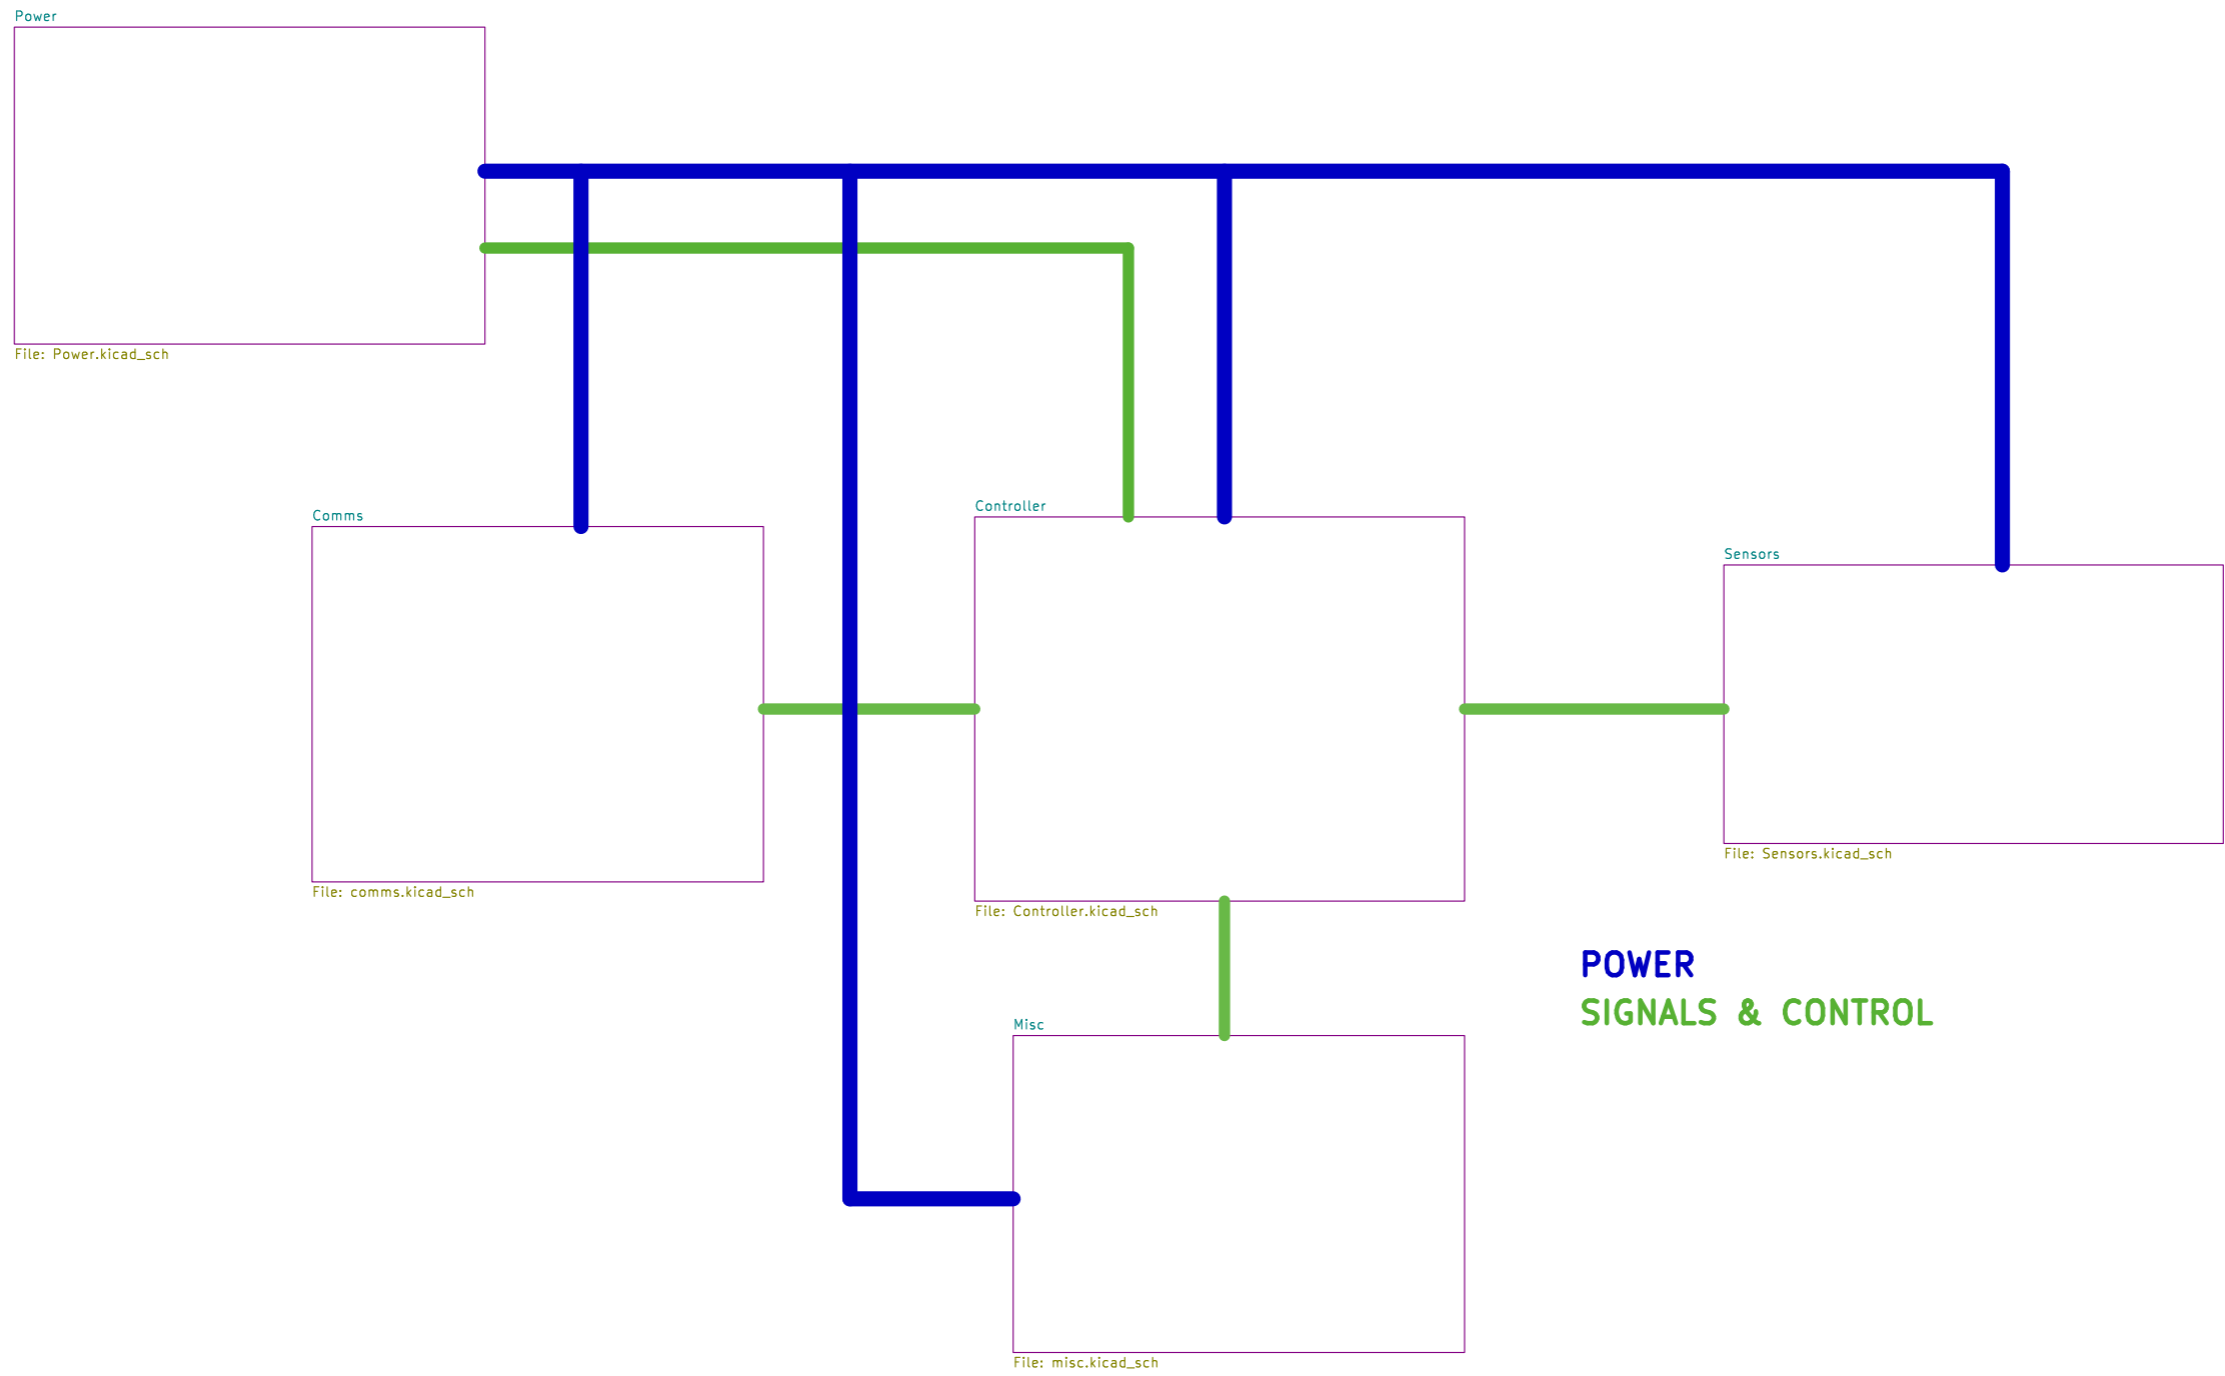 Power
File: Power.kicad_sch
Comms
File: comms.kicad_sch
Controller
File: Controller.kicad_sch
Sensors
File: Sensors.kicad_sch
POWER
SIGNALS & CONTROL
Misc
File: misc.kicad_sch